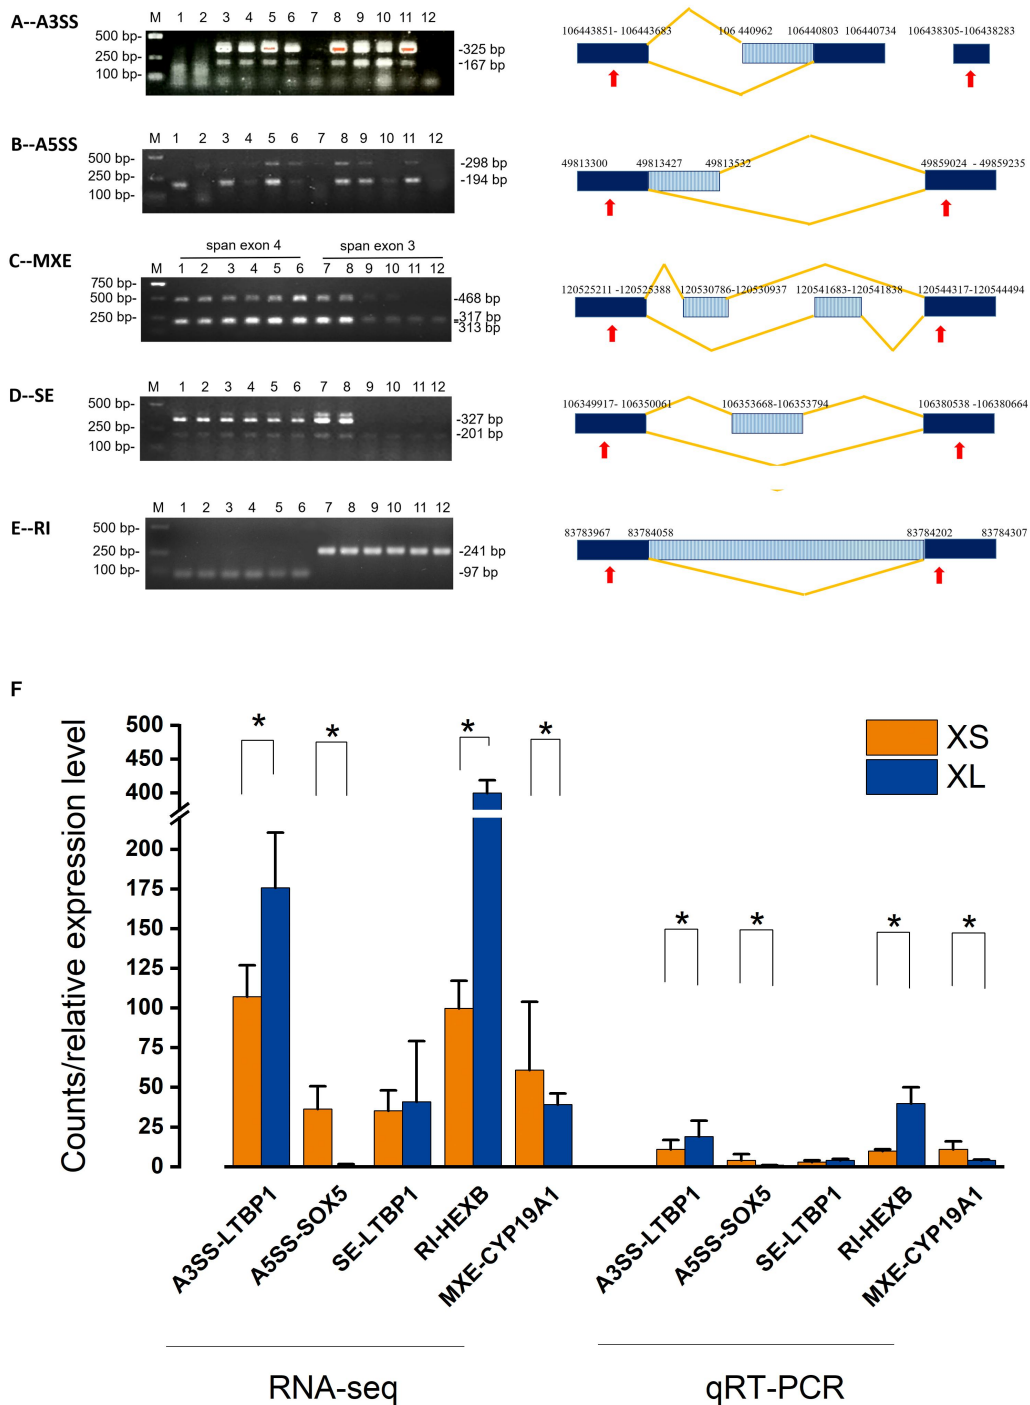 A--A3SS
M 1 2 3 4 5 6 7 8 9 10 11 12
500 bp-
250 bp-
100 bp-
-325 bp
-167 bp
106443851- 106443683
106 440962
106440803
106440734
106438305-106438283
B--A5SS
M 1 2 3 4 5 6 7 8 9 10 11 12
500 bp-
250 bp-
100 bp-
-298 bp
-194 bp
49813300
49813427
49813532
49859024 - 49859235
C--MXE
span exon 4
span exon 3
M 1 2 3 4 5 6 7 8 9 10 11 12
750 bp-
500 bp-
250 bp-
-468 bp
-317 bp
313 bp
120525211 -120525388
120530786-120530937
120541683-120541838
120544317-120544494
D--SE
M 1 2 3 4 5 6 7 8 9 10 11 12
500 bp-
250 bp-
100 bp-
-327 bp
-201 bp
106349917- 106350061
106353668-106353794
106380538 -106380664
E--RI
M 1 2 3 4 5 6 7 8 9 10 11 12
500 bp-
250 bp-
100 bp-
-241 bp
-97 bp
83783967
83784058
83784202
83784307
F
Counts/relative expression level
500
450
400
200
175
150
125
100
75
50
25
0
* * * *
* * * *
XS
XL
A3SS-LTBP1
A5SS-SOX5
SE-LTBP1
RI-HEXB
MXE-CYP19A1
A3SS-LTBP1
A5SS-SOX5
SE-LTBP1
RI-HEXB
MXE-CYP19A1
RNA-seq
qRT-PCR